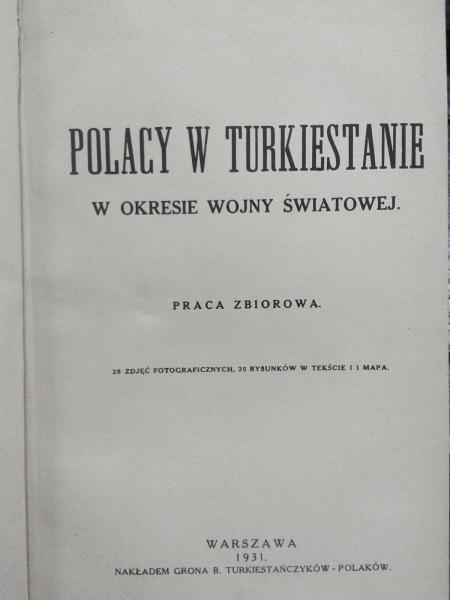 POLACY W TURKIESTANIE
W OKRESIE WOJNY ŚWIATOWEJ.
PRACA ZBIOROWA.
28 ZDJĘĆ FOTOGRAFICZNYCH, 20 RYSUNKÓW W TEKŚCIE I 1 MAPA.
WARSZAWA
1931.
NAKŁADEM GRONA B. TURKIESTAŃCZYKÓW-POLAKÓW.